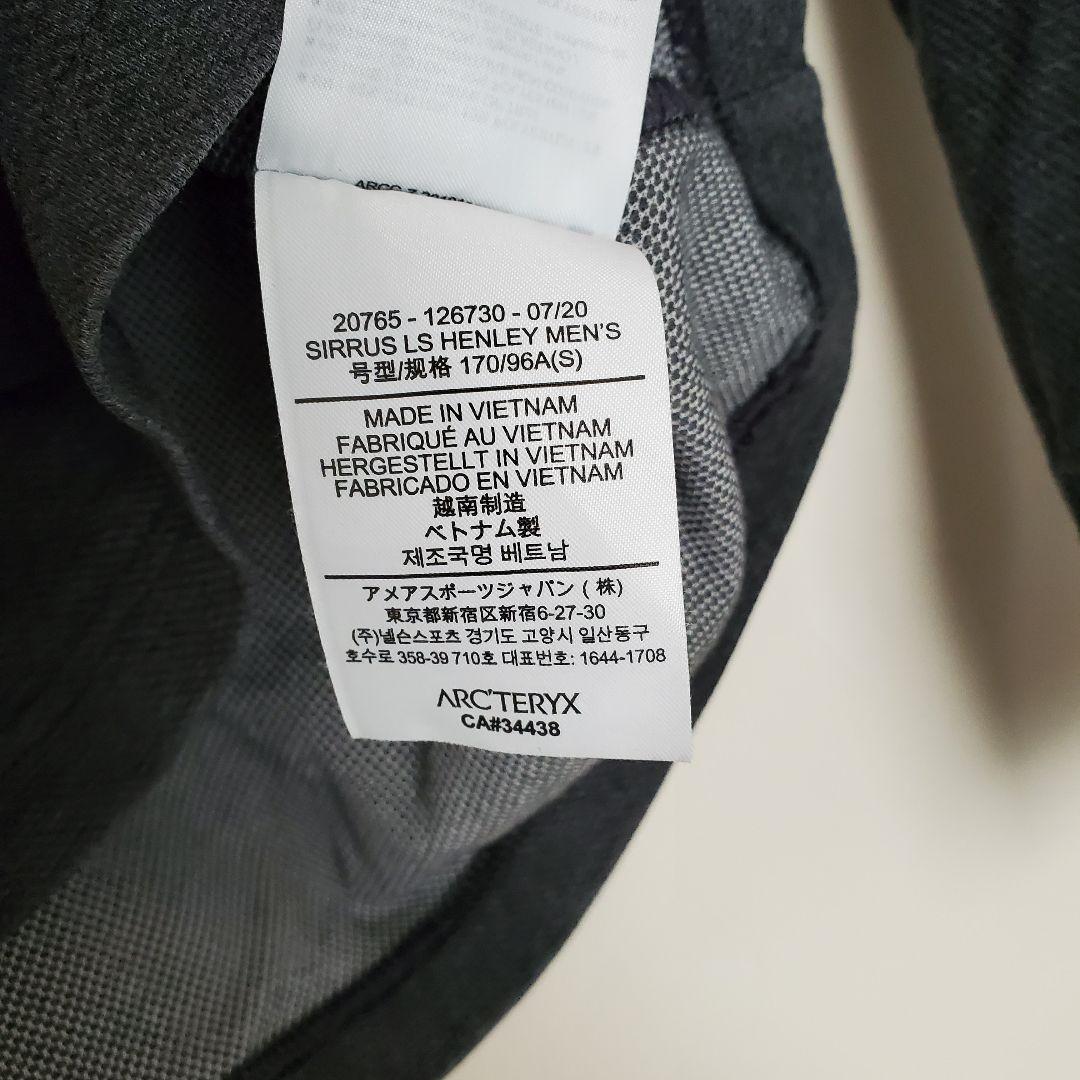 20765 - 126730 - 07/20
SIRRUS LS HENLEY MEN'S
号型/规格 170/96A(S)
MADE IN VIETNAM
FABRIQUÉ AU VIETNAM
HERGESTELLT IN VIETNAM
FABRICADO EN VIETNAM
越南制造
ベトナム製
제조국명 베트남
アメアスポーツジャパン (株)
東京都新宿区新宿6-27-30
(주)넬슨스포츠 경기도 고양시 일산동구
호수로 358-39 710호 대표번호: 1644-1708
ARC'TERYX
CA#34438